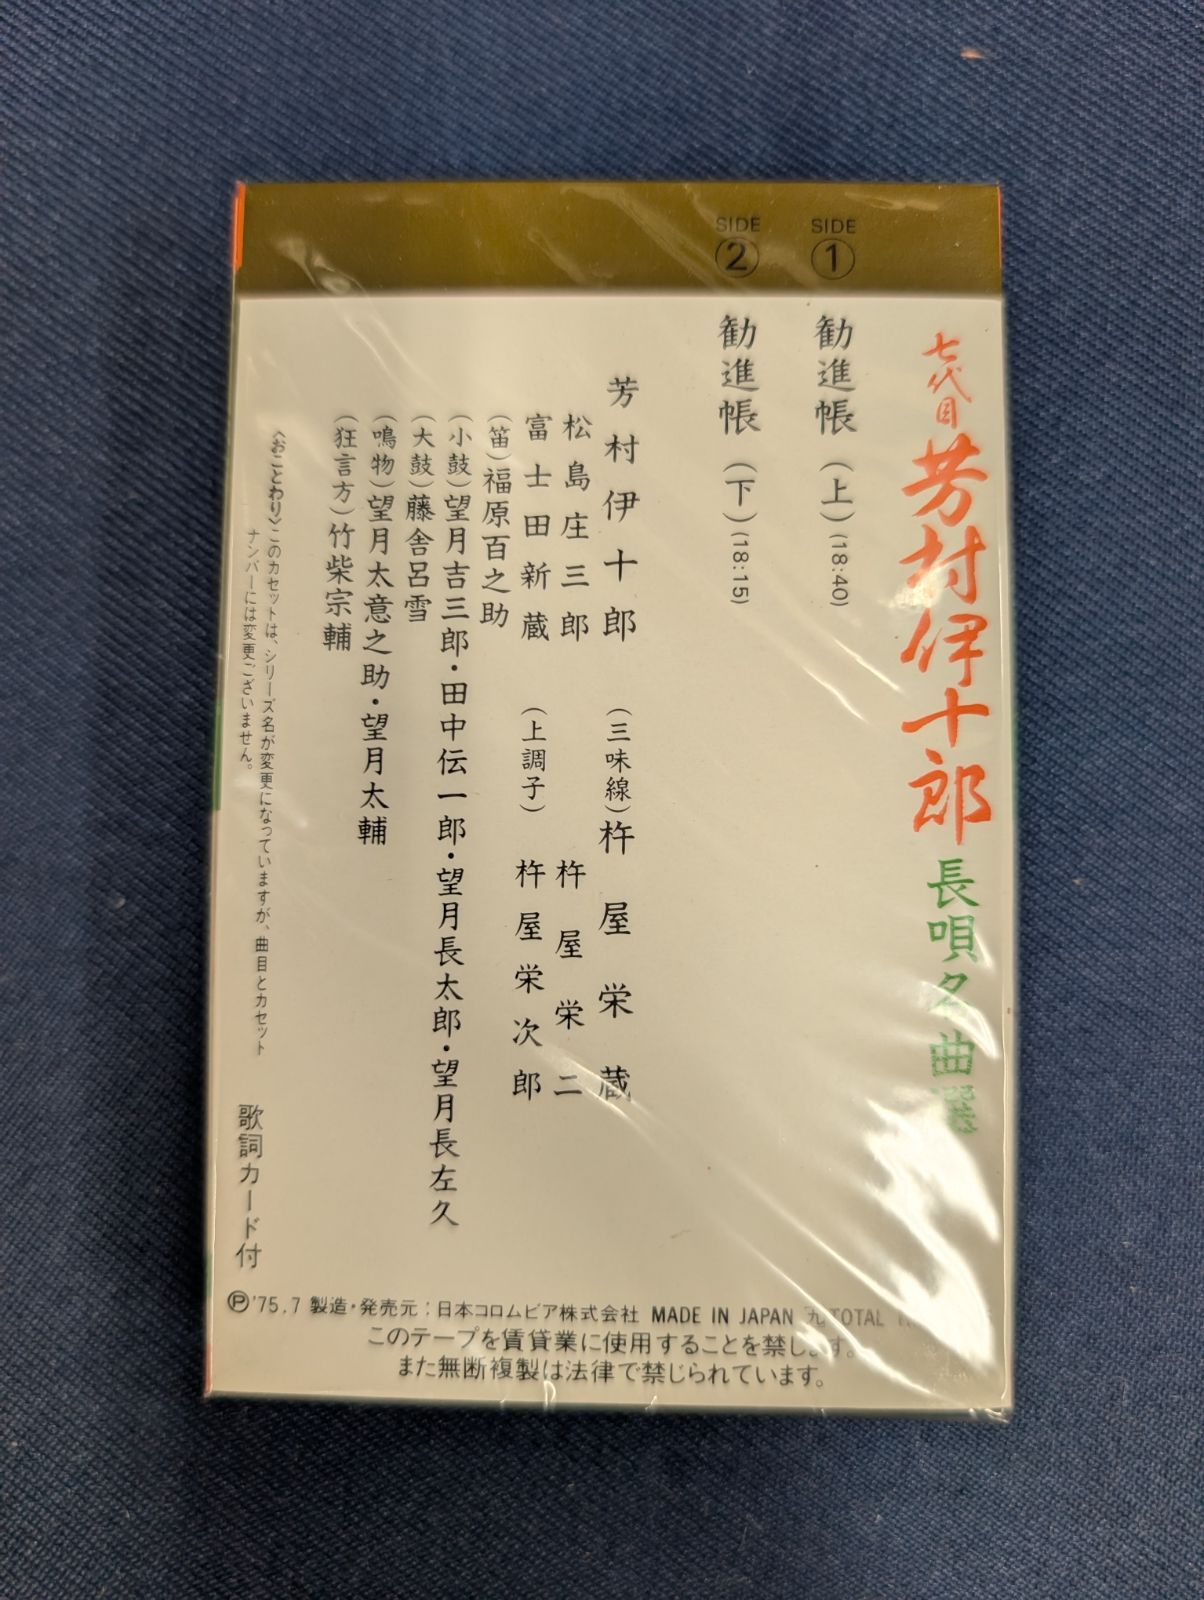 七代目 芳村伊十郎 長唄名曲選
SIDE 1
勧進帳（上）(18:40)
SIDE 2
勧進帳（下）(18:15)
芳村伊十郎 （三味線）杵屋栄蔵
松島庄三郎 杵屋栄二
富士田新蔵 （上調子）杵屋栄次郎
（笛）福原百之助
（小鼓）望月吉三郎・田中伝一郎・望月長太郎・望月長左久
（大鼓）藤舎呂雪
（鳴物）望月太意之助・望月太輔
（狂言方）竹柴宗輔
〈おことわり〉このカセットは、シリーズ名が変更になっていますが、曲目とカセット
ナンバーには変更ございません。
歌詞カード付
Ⓟ'75.7 製造・発売元：日本コロムビア株式会社 MADE IN JAPAN 九 TOTAL
このテープを賃貸業に使用することを禁じます。
また無断複製は法律で禁じられています。